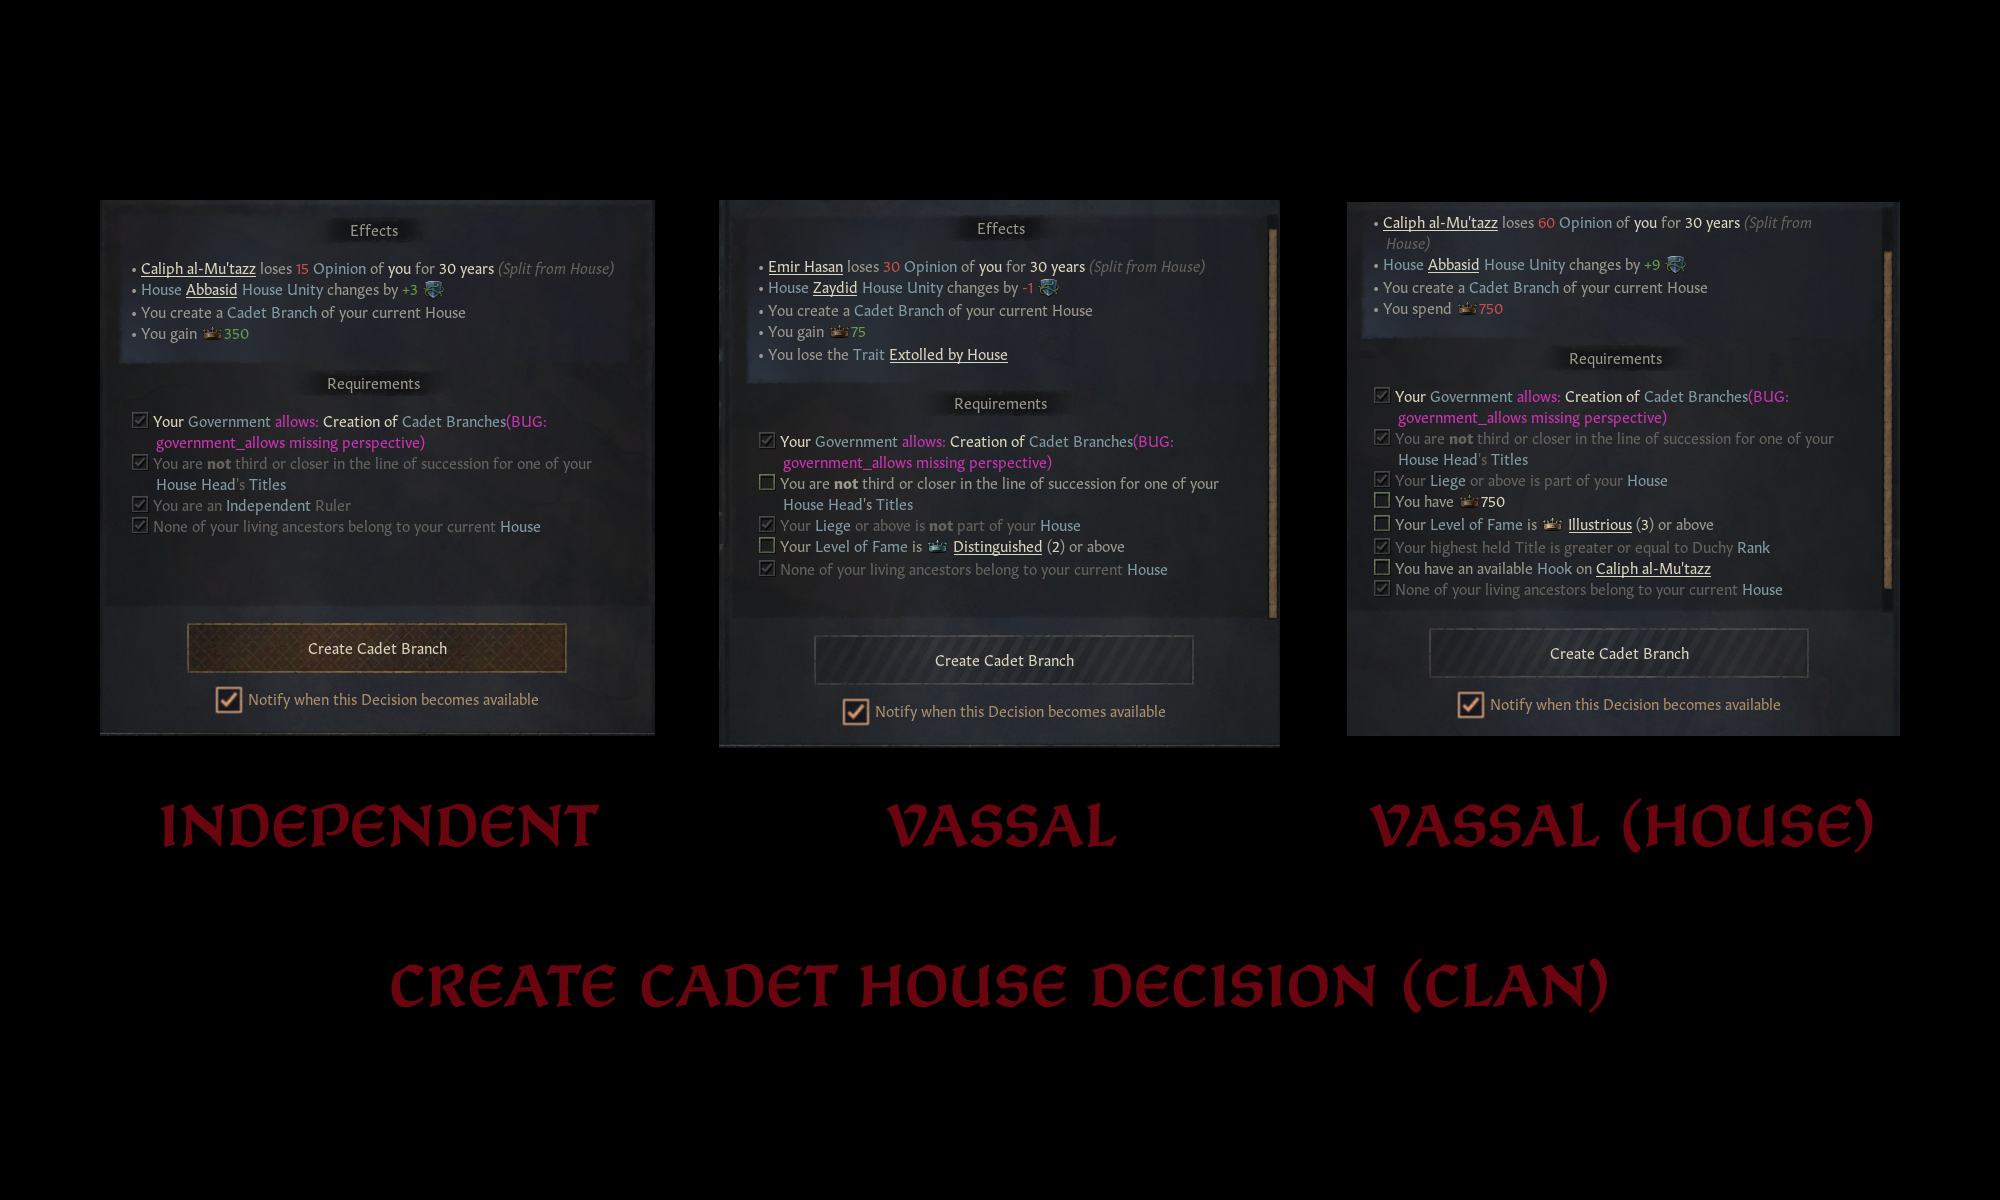 Effects
• Caliph al-Mu'tazz loses 15 Opinion of you for 30 years (Split from House)
• House Abbasid House Unity changes by +3
• You create a Cadet Branch of your current House
• You gain 350
Requirements
Your Government allows: Creation of Cadet Branches(BUG:
government_allows missing perspective)
You are not third or closer in the line of succession for one of your
House Head's Titles
You are an Independent Ruler
None of your living ancestors belong to your current House
Create Cadet Branch
Notify when this Decision becomes available
INDEPENDENT
Effects
• Emir Hasan loses 30 Opinion of you for 30 years (Split from House)
• House Zaydid House Unity changes by -1
• You create a Cadet Branch of your current House
• You gain 75
• You lose the Trait Extolled by House
Requirements
Your Government allows: Creation of Cadet Branches(BUG:
government_allows missing perspective)
You are not third or closer in the line of succession for one of your
House Head's Titles
Your Liege or above is not part of your House
Your Level of Fame is Distinguished (2) or above
None of your living ancestors belong to your current House
Create Cadet Branch
Notify when this Decision becomes available
VASSAL
• Caliph al-Mu'tazz loses 60 Opinion of you for 30 years (Split from
House)
• House Abbasid House Unity changes by +9
• You create a Cadet Branch of your current House
• You spend 750
Requirements
Your Government allows: Creation of Cadet Branches(BUG:
government_allows missing perspective)
You are not third or closer in the line of succession for one of your
House Head's Titles
Your Liege or above is part of your House
You have 750
Your Level of Fame is Illustrious (3) or above
Your highest held Title is greater or equal to Duchy Rank
You have an available Hook on Caliph al-Mu'tazz
None of your living ancestors belong to your current House
Create Cadet Branch
Notify when this Decision becomes available
VASSAL (HOUSE)
CREATE CADET HOUSE DECISION (CLAN)